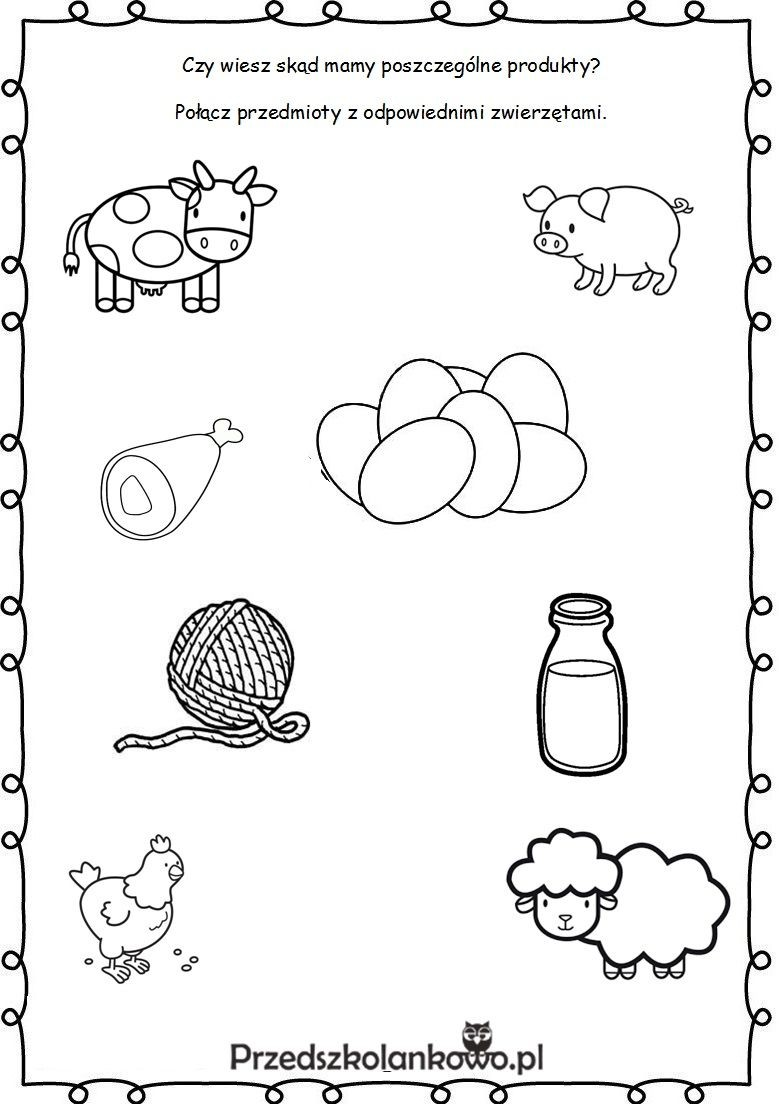 Czy wiesz skąd mamy poszczególne produkty?
Połącz przedmioty z odpowiednimi zwierzętami.
Przedszkolankowo.pl